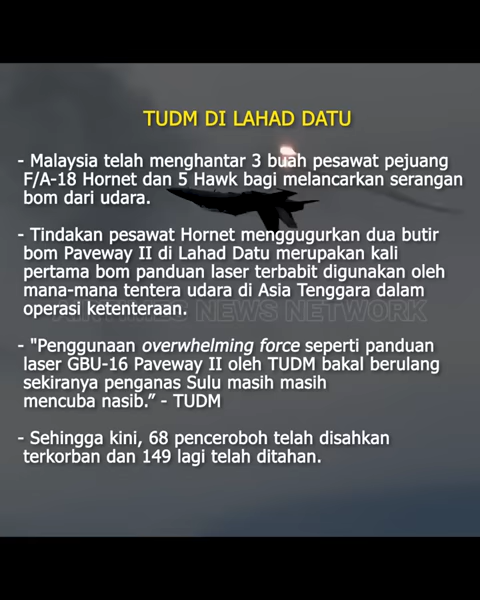 TUDM DI LAHAD DATU
- Malaysia telah menghantar 3 buah pesawat pejuang
F/A-18 Hornet dan 5 Hawk bagi melancarkan serangan
bom dari udara.
- Tindakan pesawat Hornet menggugurkan dua butir
bom Paveway II di Lahad Datu merupakan kali
pertama bom panduan laser terbabit digunakan oleh
mana-mana tentera udara di Asia Tenggara dalam
operasi ketenteraan.
NEWS NETWORK
- "Penggunaan overwhelming force seperti panduan
laser GBU-16 Paveway II oleh TUDM bakal berulang
sekiranya penganas Sulu masih masih
mencuba nasib.” - TUDM
- Sehingga kini, 68 penceroboh telah disahkan
terkorban dan 149 lagi telah ditahan.